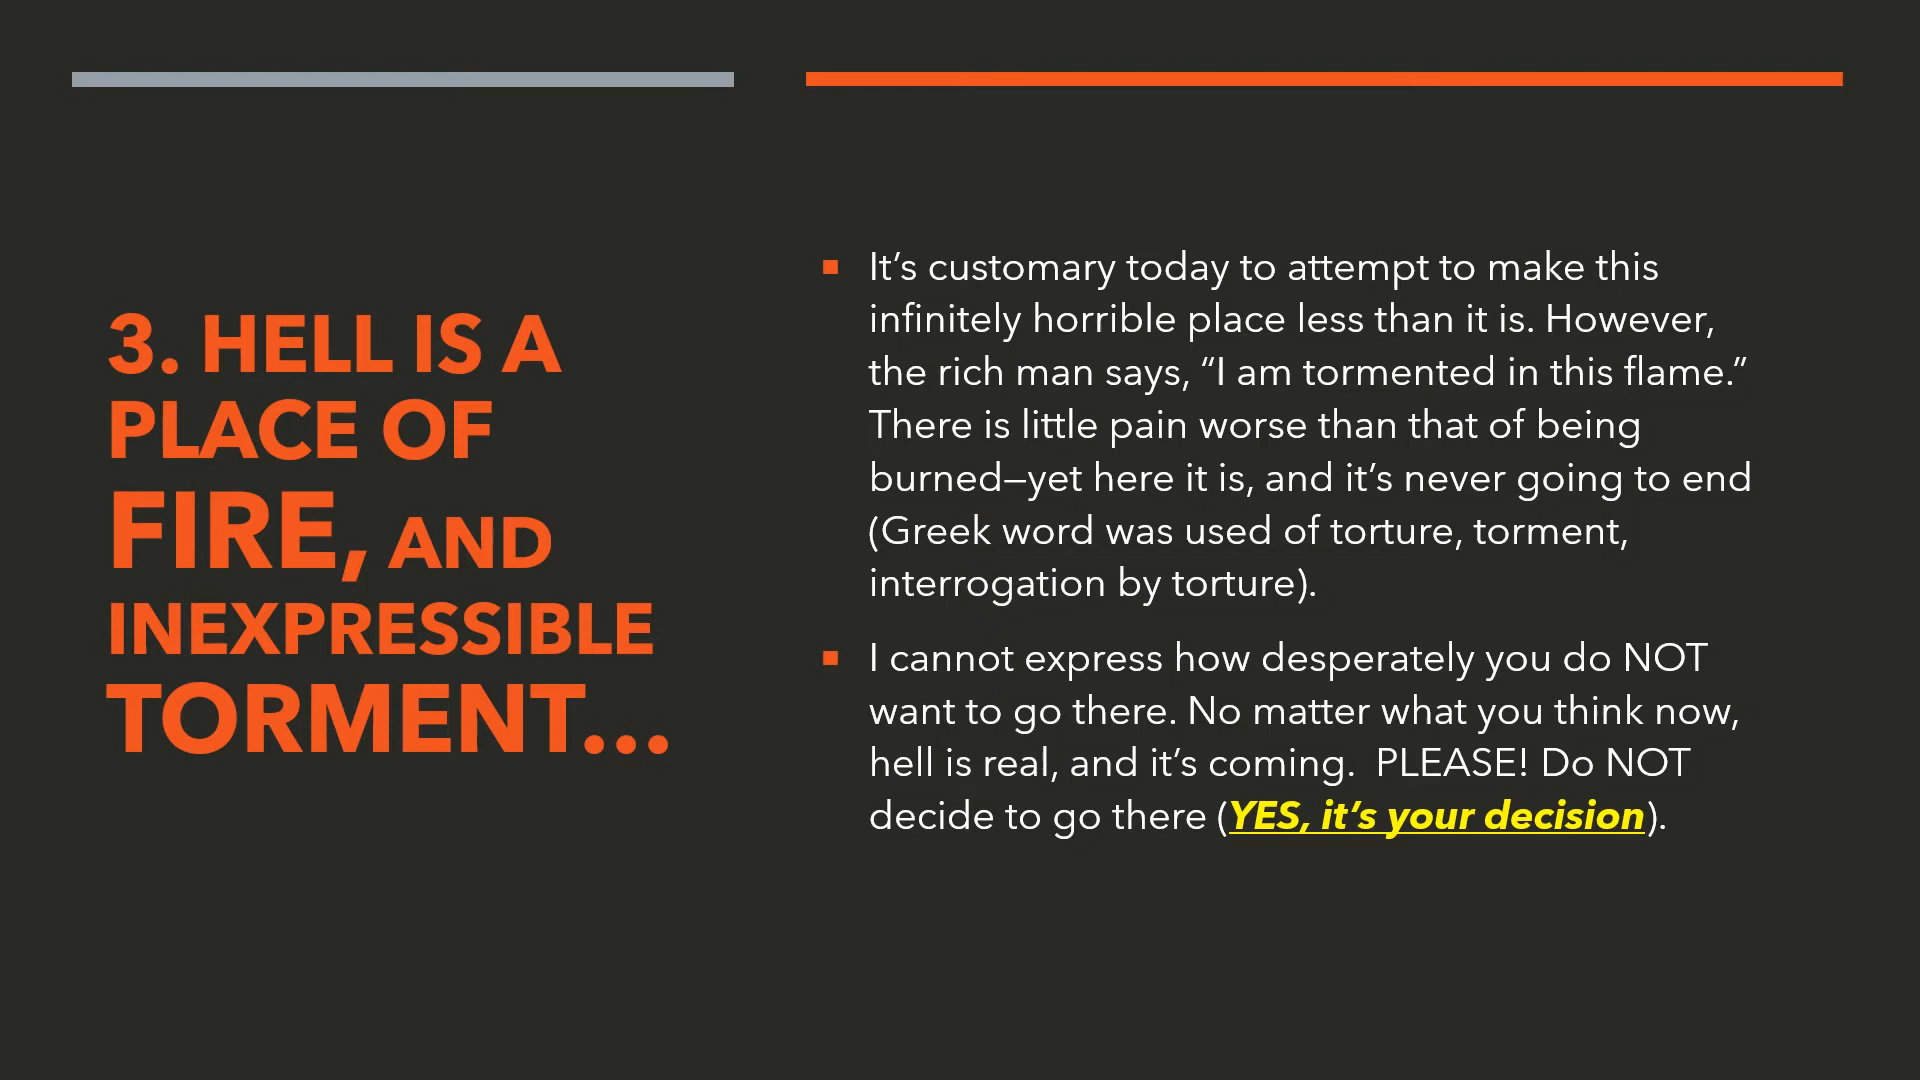 3. HELL IS A
PLACE OF
FIRE, AND
INEXPRESSIBLE
TORMENT...
▪ It’s customary today to attempt to make this
infinitely horrible place less than it is. However,
the rich man says, “I am tormented in this flame.”
There is little pain worse than that of being
burned—yet here it is, and it’s never going to end
(Greek word was used of torture, torment,
interrogation by torture).
▪ I cannot express how desperately you do NOT
want to go there. No matter what you think now,
hell is real, and it’s coming.  PLEASE! Do NOT
decide to go there (YES, it’s your decision).